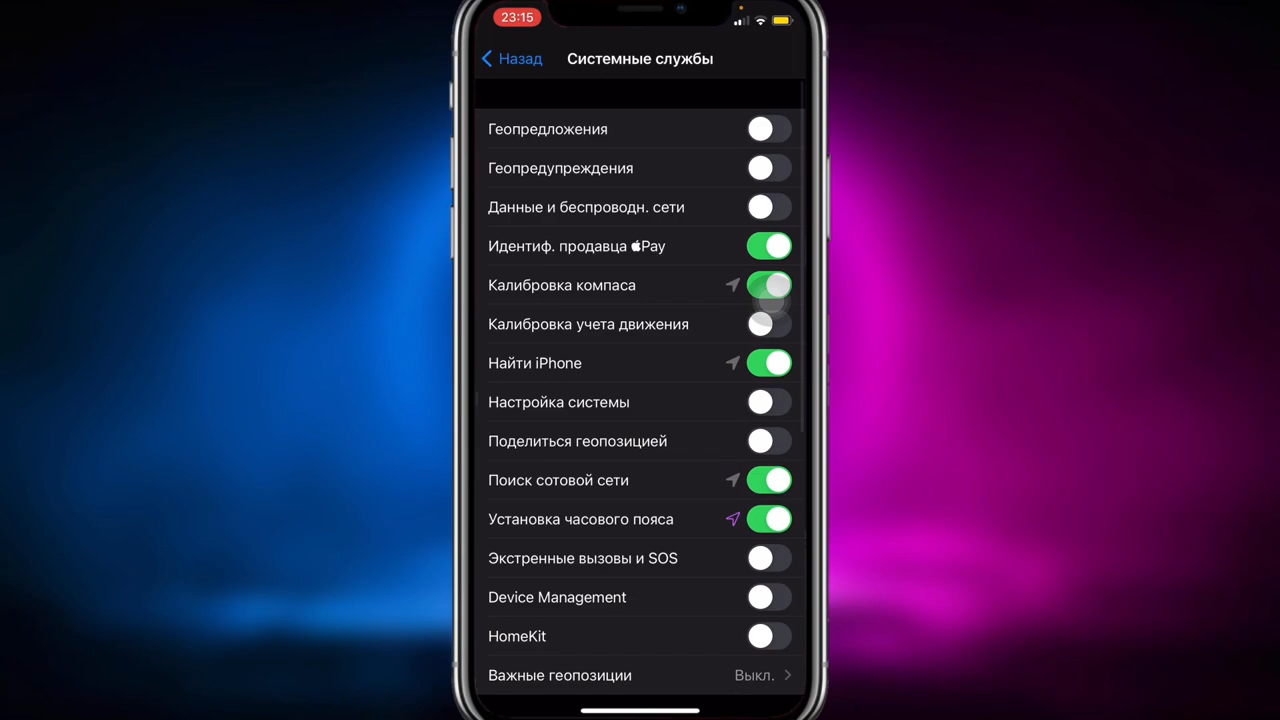 23:15
Назад
Системные службы
Геопредложения
Геопредупреждения
Данные и беспроводн. сети
Идентиф. продавца Pay
Калибровка компаса
Калибровка учета движения
Найти iPhone
Настройка системы
Поделиться геопозицией
Поиск сотовой сети
Установка часового пояса
Экстренные вызовы и SOS
Device Management
HomeKit
Важные геопозиции Выкл.